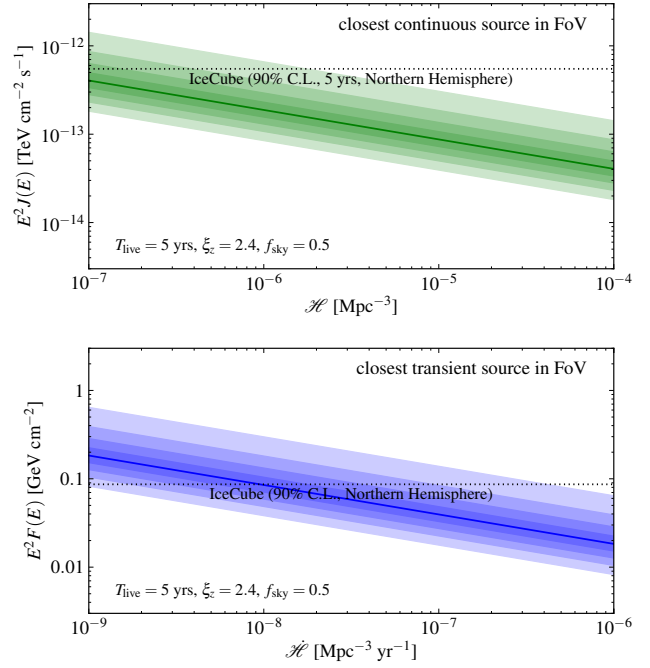 closest continuous source in FoV
10⁻¹²
IceCube (90% C.L., 5 yrs, Northern Hemisphere)
10⁻¹³
E²J(E) [TeV cm⁻² s⁻¹]
10⁻¹⁴
T_live = 5 yrs, ξ_z = 2.4, f_sky = 0.5
10⁻⁷ 10⁻⁶ 10⁻⁵ 10⁻⁴
ℋ [Mpc⁻³]
closest transient source in FoV
1
0.1
IceCube (90% C.L., Northern Hemisphere)
E²F(E) [GeV cm⁻²]
0.01
T_live = 5 yrs, ξ_z = 2.4, f_sky = 0.5
10⁻⁹ 10⁻⁸ 10⁻⁷ 10⁻⁶
ℋ̇ [Mpc⁻³ yr⁻¹]